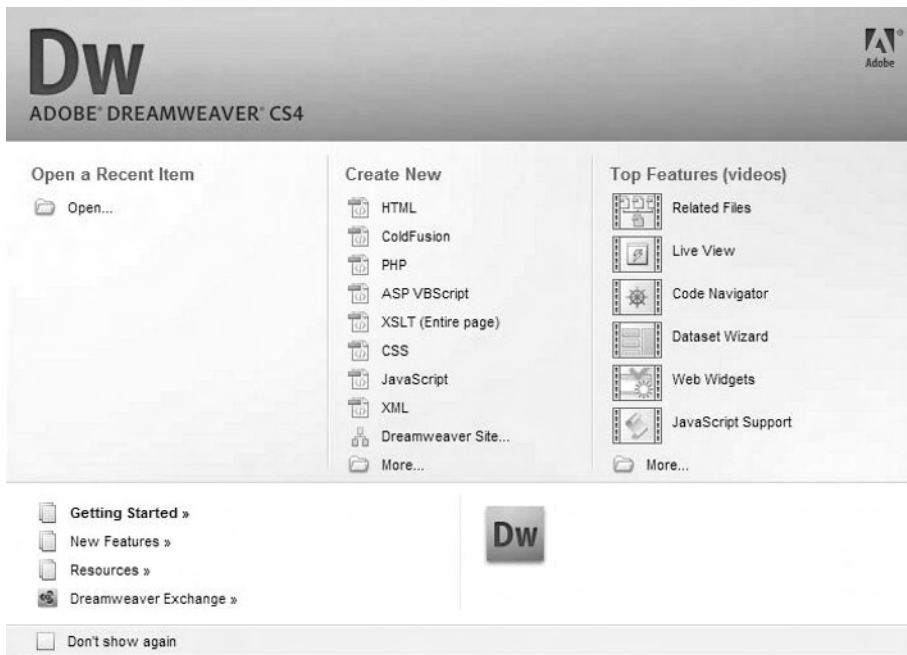 Dw
ADOBE® DREAMWEAVER® CS4
Adobe®
Open a Recent Item
Open...
Create New
HTML
ColdFusion
PHP
ASP VBScript
XSLT (Entire page)
CSS
JavaScript
XML
Dreamweaver Site...
More...
Top Features (videos)
Related Files
Live View
Code Navigator
Dataset Wizard
Web Widgets
JavaScript Support
More...
Getting Started »
New Features »
Resources »
Dreamweaver Exchange »
Dw
Don't show again